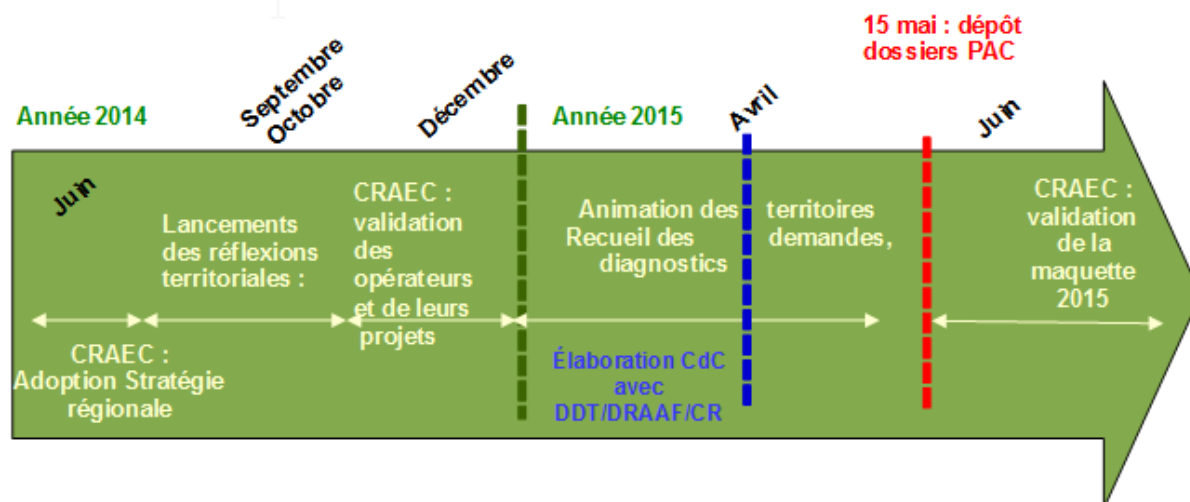 15 mai : dépôt
dossiers PAC
Année 2014
Septembre
Octobre
Décembre
Année 2015
Avril
Juin
Juin
Lancements
des réflexions
territoriales :
CRAEC :
validation
des
opérateurs
et de leurs
projets
Animation des territoires
Recueil des demandes,
diagnostics
CRAEC :
validation
de la
maquette
2015
CRAEC :
Adoption Stratégie
régionale
Élaboration CdC
avec
DDT/DRAAF/CR